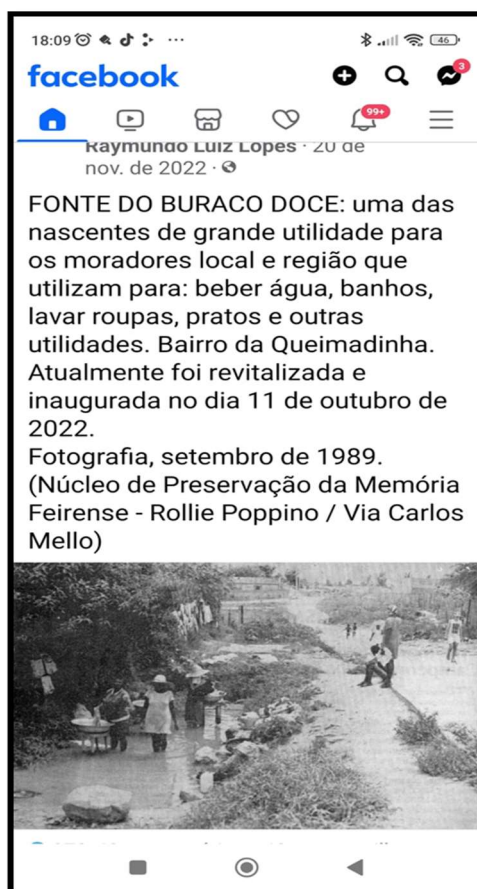 18:09
46
facebook
3
99+
Raymundo Luiz Lopes · 20 de
nov. de 2022 ·
FONTE DO BURACO DOCE: uma das
nascentes de grande utilidade para
os moradores local e região que
utilizam para: beber água, banhos,
lavar roupas, pratos e outras
utilidades. Bairro da Queimadinha.
Atualmente foi revitalizada e
inaugurada no dia 11 de outubro de
2022.
Fotografia, setembro de 1989.
(Núcleo de Preservação da Memória
Feirense - Rollie Poppino / Via Carlos
Mello)